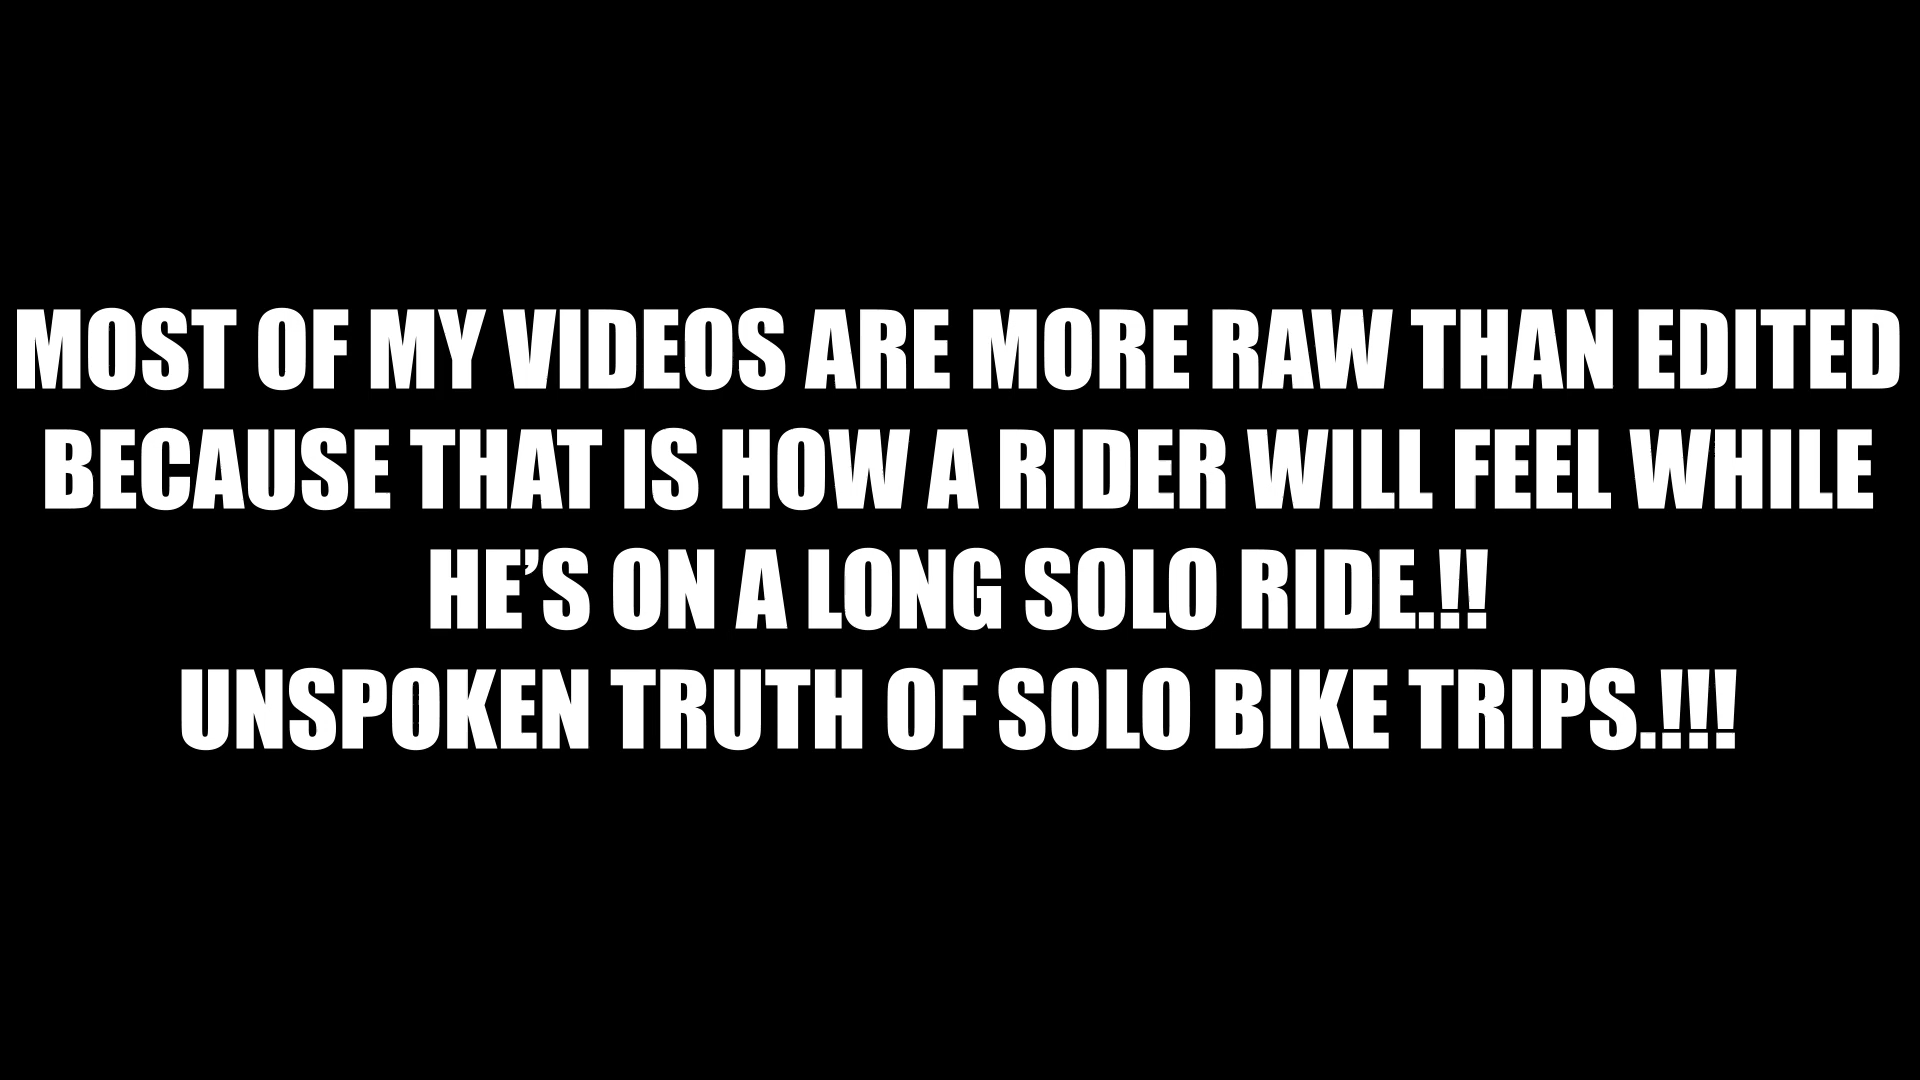 MOST OF MY VIDEOS ARE MORE RAW THAN EDITED
BECAUSE THAT IS HOW A RIDER WILL FEEL WHILE
HE’S ON A LONG SOLO RIDE.!!
UNSPOKEN TRUTH OF SOLO BIKE TRIPS.!!!